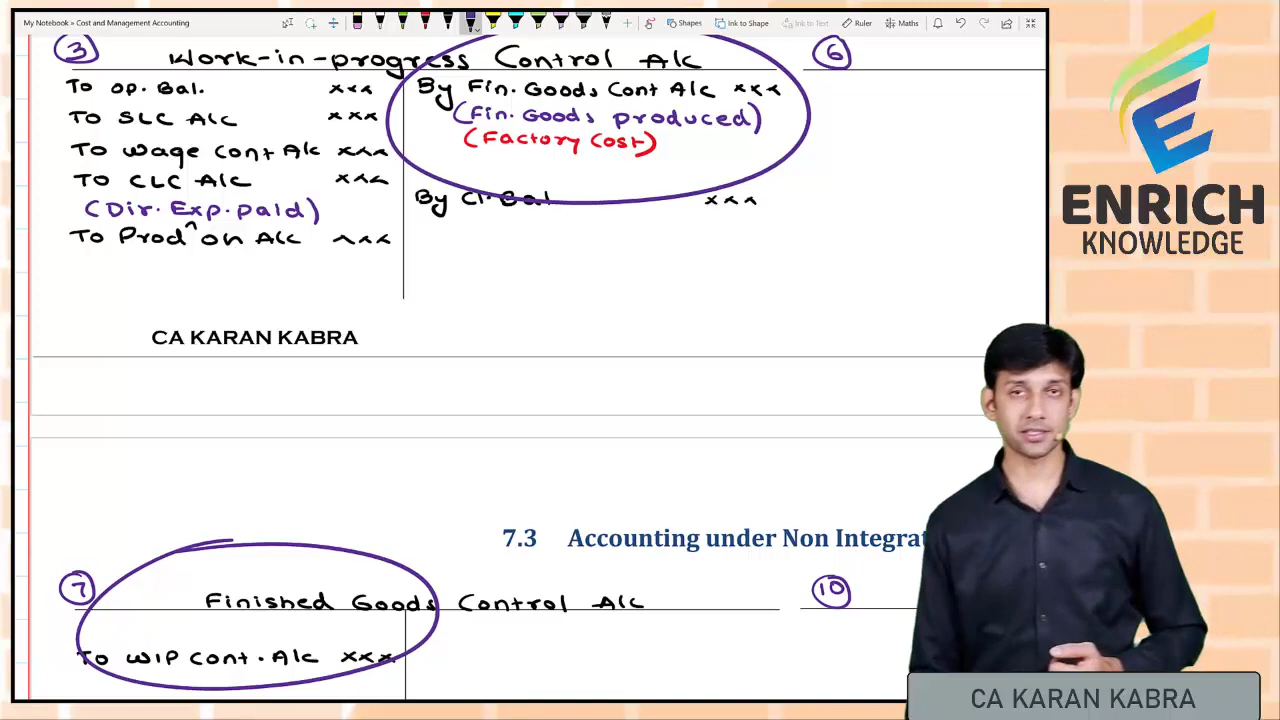 My Notebook » Cost and Management Accounting
Shapes
Ink to Shape
Ink to Text
Ruler
Maths
3
Work-in-progress Control A/c
6
To Op. Bal. xxx
By Fin. Goods Cont A/c xxx
To SLC A/c xxx
(Fin. Goods produced)
To Wage Cont A/c xxx
(Factory Cost)
To CLC A/c xxx
By Cl. Bal xxx
(Dir. Exp. paid)
To Prodⁿ OH A/c xxx
ENRICH
KNOWLEDGE
CA KARAN KABRA
7.3 Accounting under Non Integrat
7
Finished Goods Control A/c
10
To WIP Cont. A/c xxx
CA KARAN KABRA